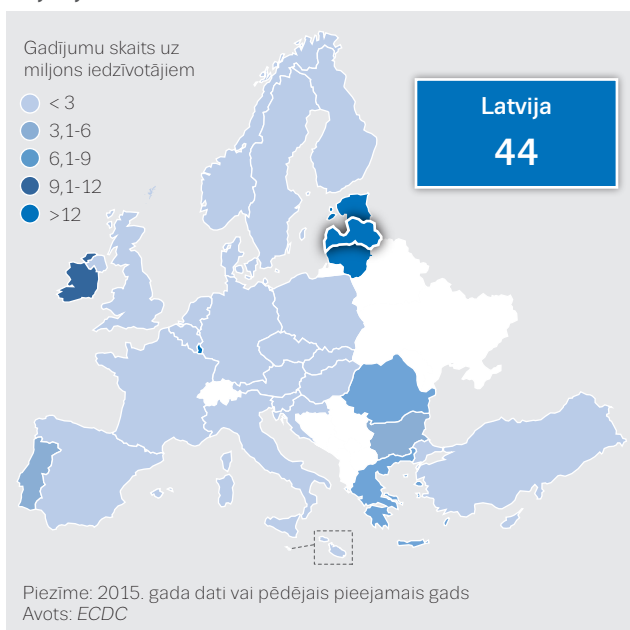 Gadījumu skaits uz
miljons iedzīvotājiem
< 3
3,1-6
6,1-9
9,1-12
>12
Latvija
44
Piezīme: 2015. gada dati vai pēdējais pieejamais gads
Avots: ECDC